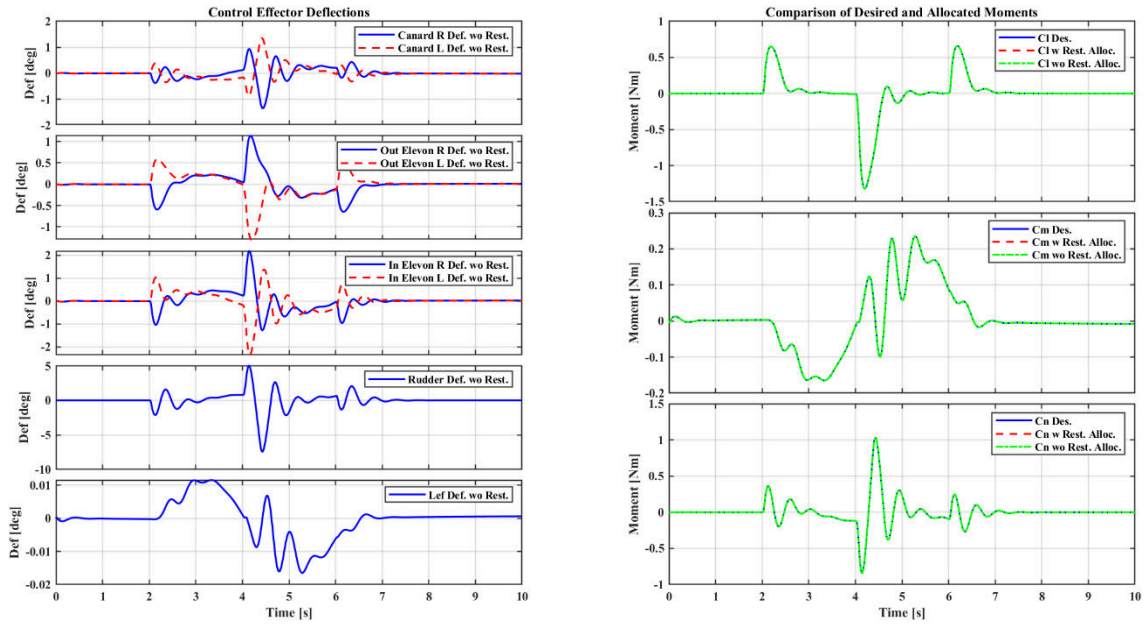 Control Effector Deflections
Def [deg]
2
1
0
1
2
Canard R Def. wo Rest.
Canard L Def. wo Rest.
Def [deg]
1
0.5
0
-0.5
-1
Out Elevon R Def. wo Rest.
Out Elevon L Def. wo Rest.
Def [deg]
2
1
0
-1
-2
In Elevon R Def. wo Rest.
In Elevon L Def. wo Rest.
Def [deg]
5
0
-5
-10
Rudder Def. wo Rest.
Def [deg]
0.01
0
-0.01
-0.02
Lef Def. wo Rest.
0 1 2 3 4 5 6 7 8 9 10
Time [s]
Comparison of Desired and Allocated Moments
Moment [Nm]
1
0.5
0
-0.5
-1
-1.5
Cl Des.
Cl w Rest. Alloc.
Cl wo Rest. Alloc.
Moment [Nm]
0.3
0.2
0.1
0
-0.1
-0.2
Cm Des.
Cm w Rest. Alloc.
Cm wo Rest. Alloc.
Moment [Nm]
1.5
1
0.5
0
-0.5
-1
Cn Des.
Cn w Rest. Alloc.
Cn wo Rest. Alloc.
0 1 2 3 4 5 6 7 8 9 10
Time [s]